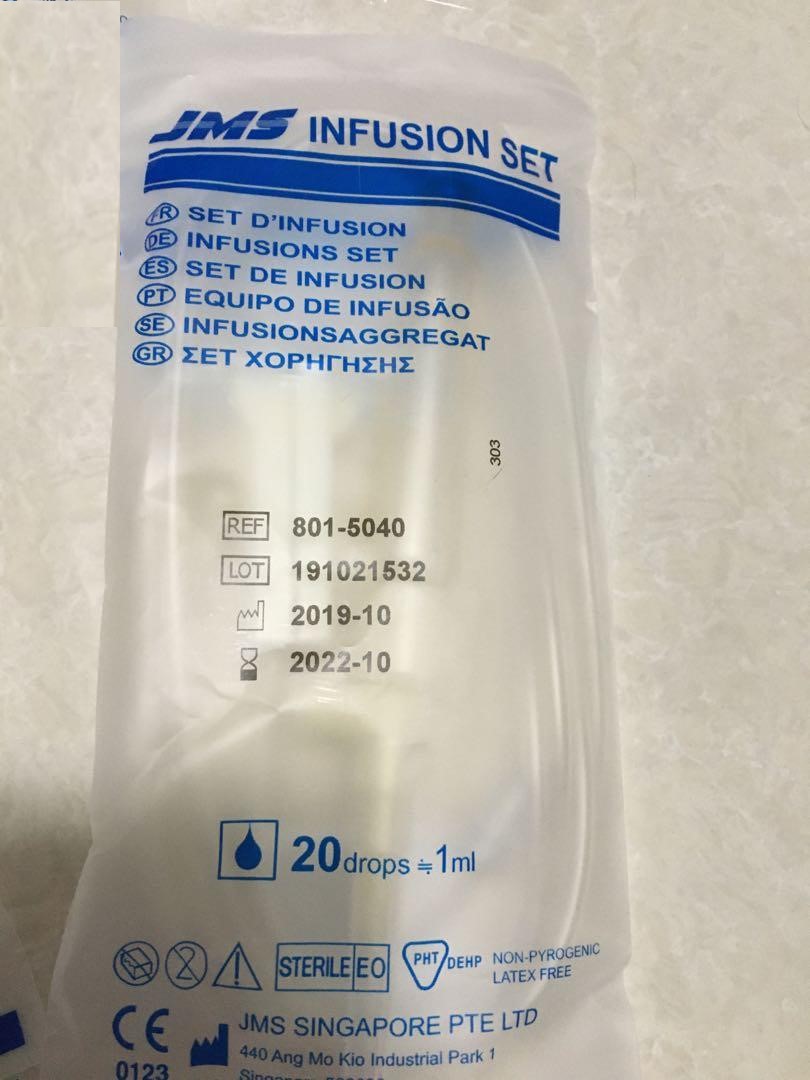 JMS INFUSION SET
FR SET D'INFUSION
DE INFUSIONS SET
ES SET DE INFUSION
PT EQUIPO DE INFUSÃO
SE INFUSIONSAGGREGAT
GR ΣΕΤ ΧΟΡΗΓΗΣΗΣ
303
REF 801-5040
LOT 191021532
2019-10
2022-10
20 drops ≒ 1ml
STERILE EO PHT DEHP NON-PYROGENIC
LATEX FREE
CE JMS SINGAPORE PTE LTD
0123 440 Ang Mo Kio Industrial Park 1